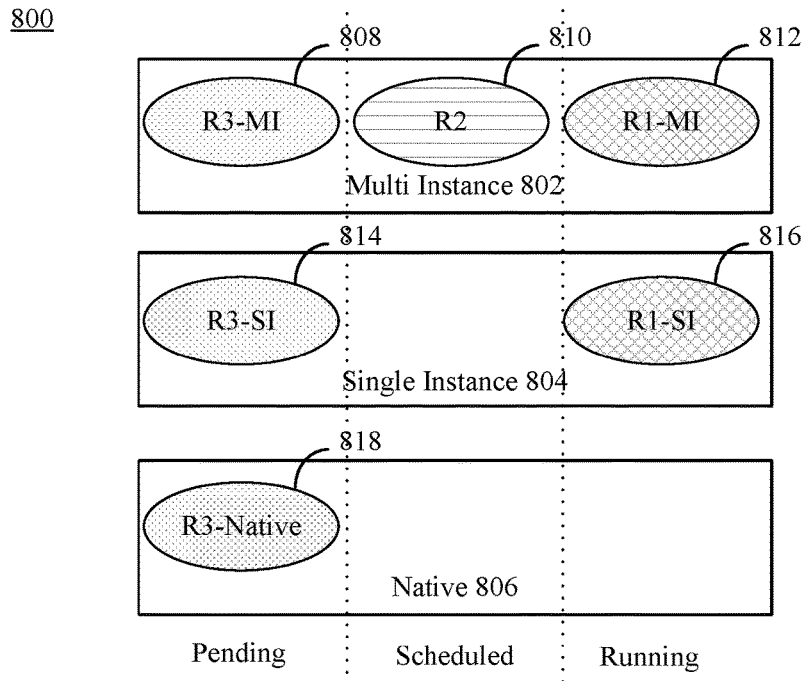 800
808 810 812
R3-MI R2 R1-MI
Multi Instance 802
814 816
R3-SI R1-SI
Single Instance 804
818
R3-Native
Native 806
Pending Scheduled Running